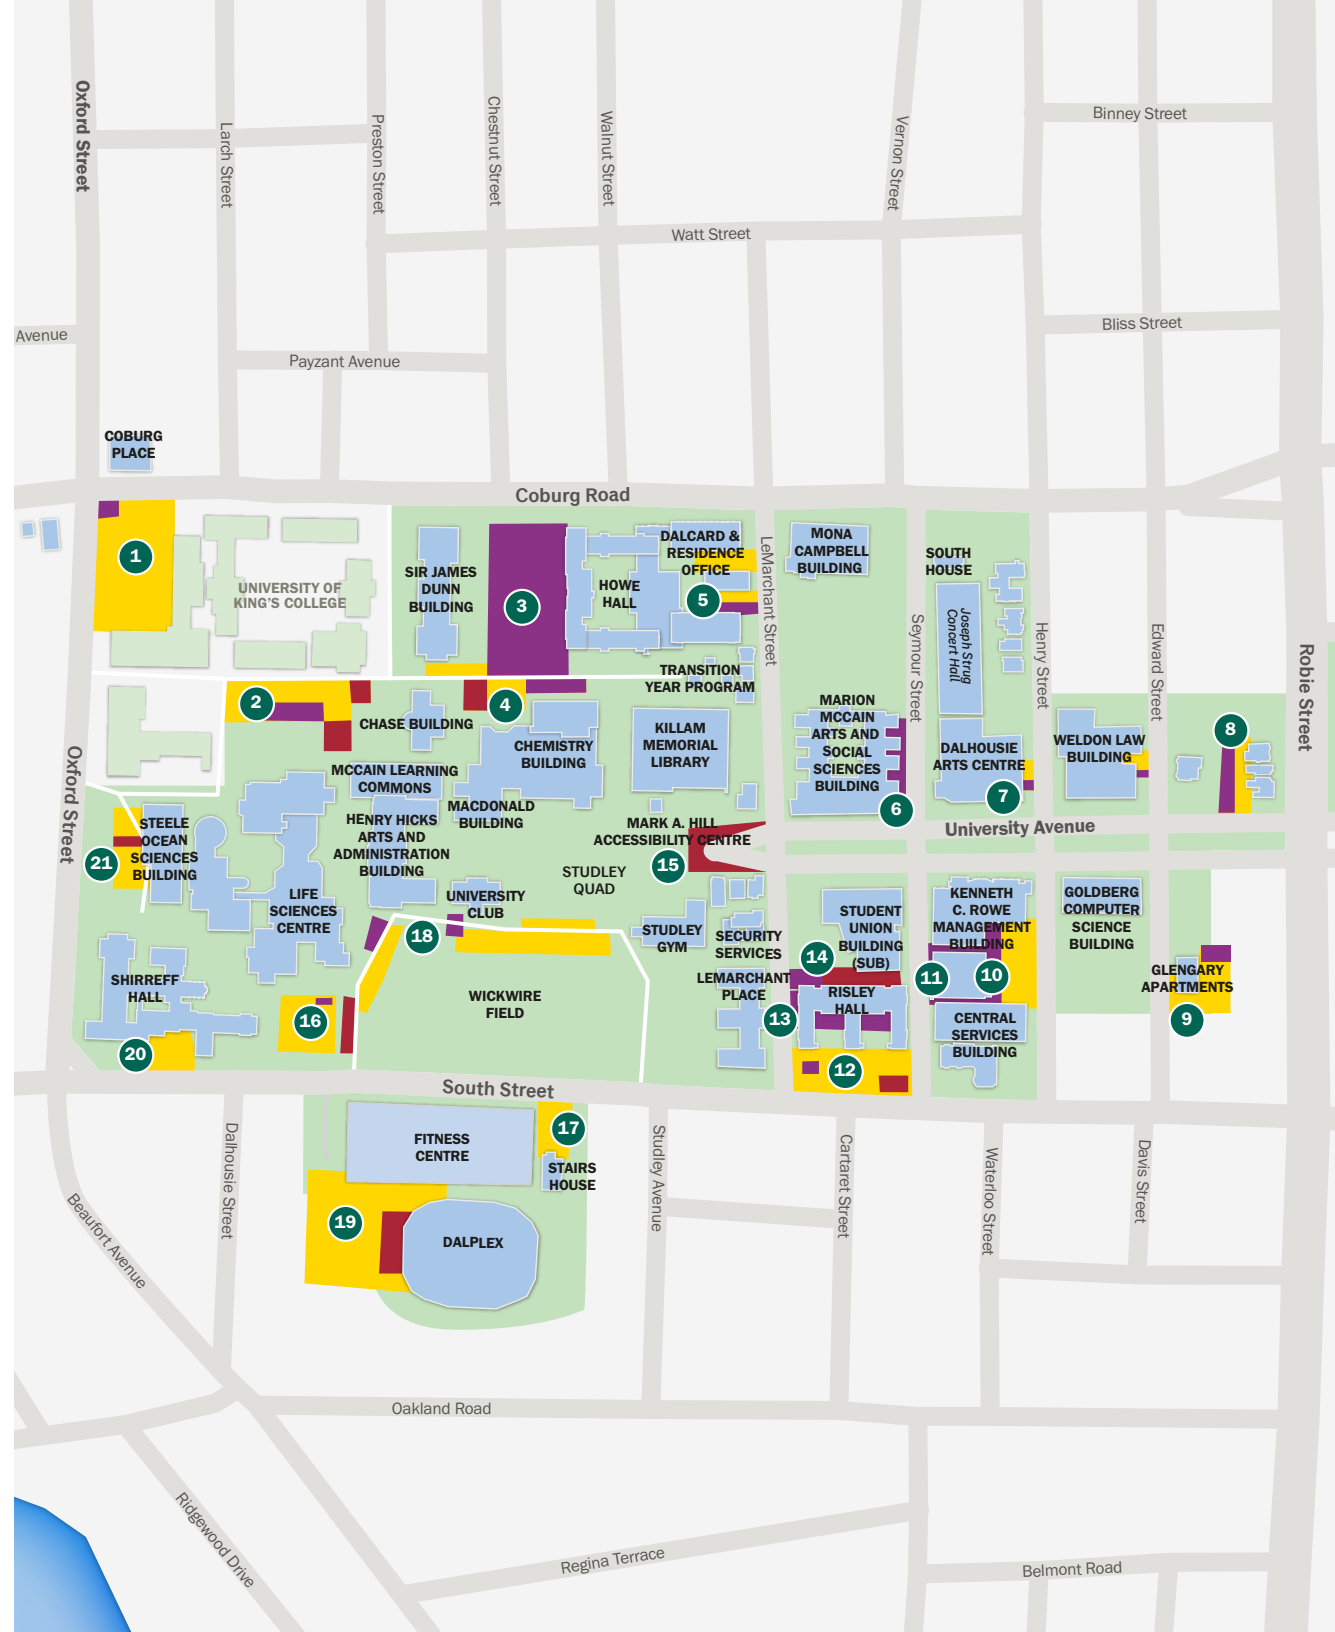 Oxford Street
Larch Street
Preston Street
Chestnut Street
Walnut Street
Vernon Street
Binney Street
Watt Street
Avenue
Bliss Street
Payzant Avenue
COBURG
PLACE
Coburg Road
1
UNIVERSITY OF
KING'S COLLEGE
SIR JAMES
DUNN
BUILDING
3
HOWE
HALL
DALCARD &
RESIDENCE
OFFICE
5
LeMarchant Street
MONA
CAMPBELL
BUILDING
SOUTH
HOUSE
Joseph Strug
Concert Hall
Seymour Street
Henry Street
Edward Street
Robie Street
TRANSITION
YEAR PROGRAM
2
4
CHASE BUILDING
CHEMISTRY
BUILDING
KILLAM
MEMORIAL
LIBRARY
MARION
MCCAIN
ARTS AND
SOCIAL
SCIENCES
BUILDING
6
DALHOUSIE
ARTS CENTRE
7
WELDON LAW
BUILDING
8
Oxford Street
MCCAIN LEARNING
COMMONS
MACDONALD
BUILDING
HENRY HICKS
ARTS AND
ADMINISTRATION
BUILDING
MARK A. HILL
ACCESSIBILITY CENTRE
15
University Avenue
STEELE
OCEAN
SCIENCES
BUILDING
21
STUDLEY
QUAD
LIFE
SCIENCES
CENTRE
UNIVERSITY
CLUB
18
STUDLEY
GYM
SECURITY
SERVICES
STUDENT
UNION
BUILDING
(SUB)
14
KENNETH
C. ROWE
MANAGEMENT
BUILDING
11
10
GOLDBERG
COMPUTER
SCIENCE
BUILDING
SHIRREFF
HALL
WICKWIRE
FIELD
LEMARCHANT
PLACE
13
RISLEY
HALL
GLENGARY
APARTMENTS
9
16
20
CENTRAL
SERVICES
BUILDING
12
South Street
FITNESS
CENTRE
17
STAIRS
HOUSE
19
DALPLEX
Dalhousie Street
Beaufort Avenue
Studley Avenue
Cartaret Street
Waterloo Street
Davis Street
Oakland Road
Ridgewood Drive
Regina Terrace
Belmont Road